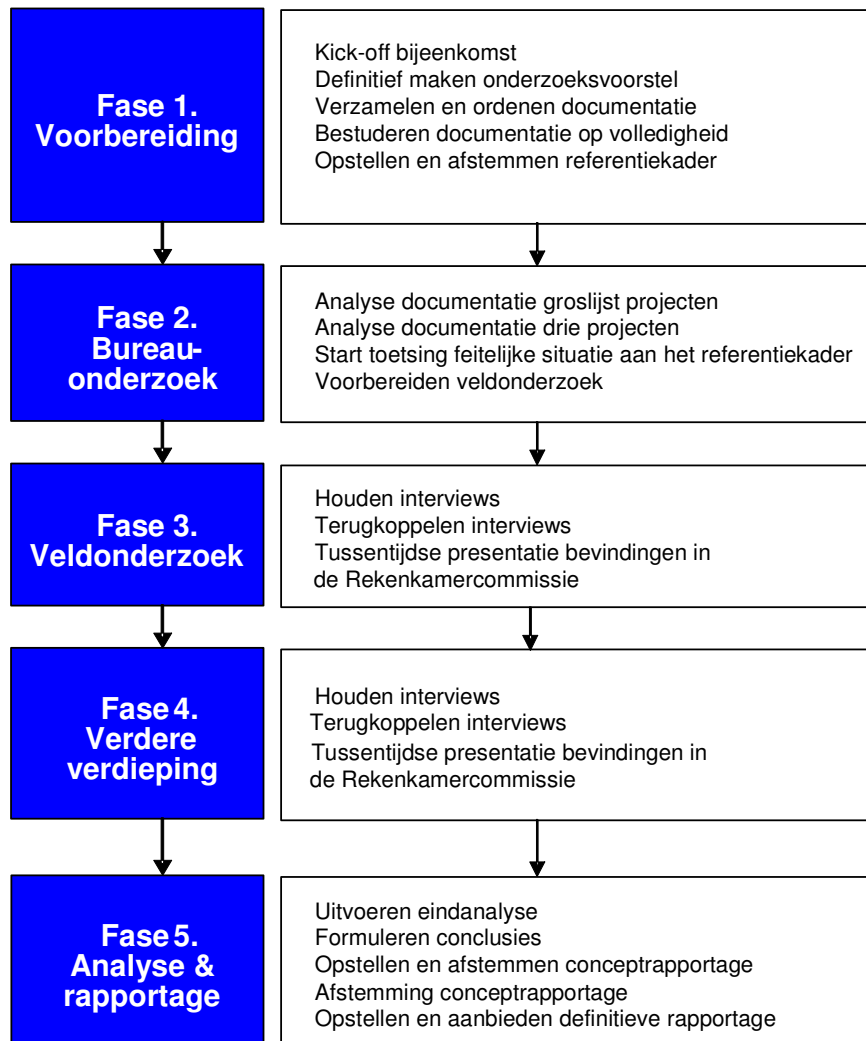 Fase 1.
Voorbereiding
Kick-off bijeenkomst
Definitief maken onderzoeksvoorstel
Verzamelen en ordenen documentatie
Bestuderen documentatie op volledigheid
Opstellen en afstemmen referentiekader
Fase 2.
Bureau-
onderzoek
Analyse documentatie groslijst projecten
Analyse documentatie drie projecten
Start toetsing feitelijke situatie aan het referentiekader
Voorbereiden veldonderzoek
Fase 3.
Veldonderzoek
Houden interviews
Terugkoppelen interviews
Tussentijdse presentatie bevindingen in
de Rekenkamercommissie
Fase 4.
Verdere
verdieping
Houden interviews
Terugkoppelen interviews
Tussentijdse presentatie bevindingen in
de Rekenkamercommissie
Fase 5.
Analyse &
rapportage
Uitvoeren eindanalyse
Formuleren conclusies
Opstellen en afstemmen conceptrapportage
Afstemming conceptrapportage
Opstellen en aanbieden definitieve rapportage